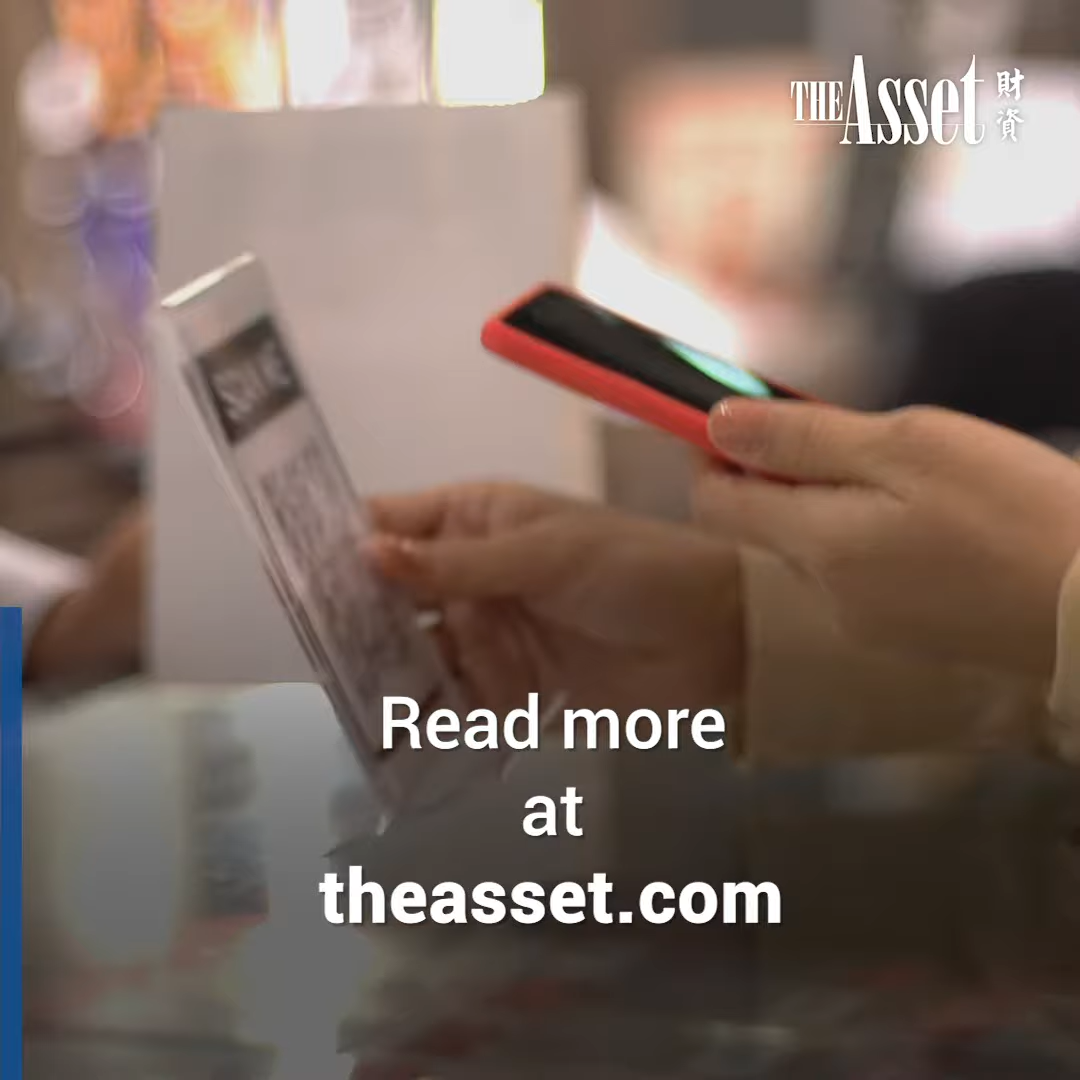 THE Asset 財資
Read more
at
theasset.com